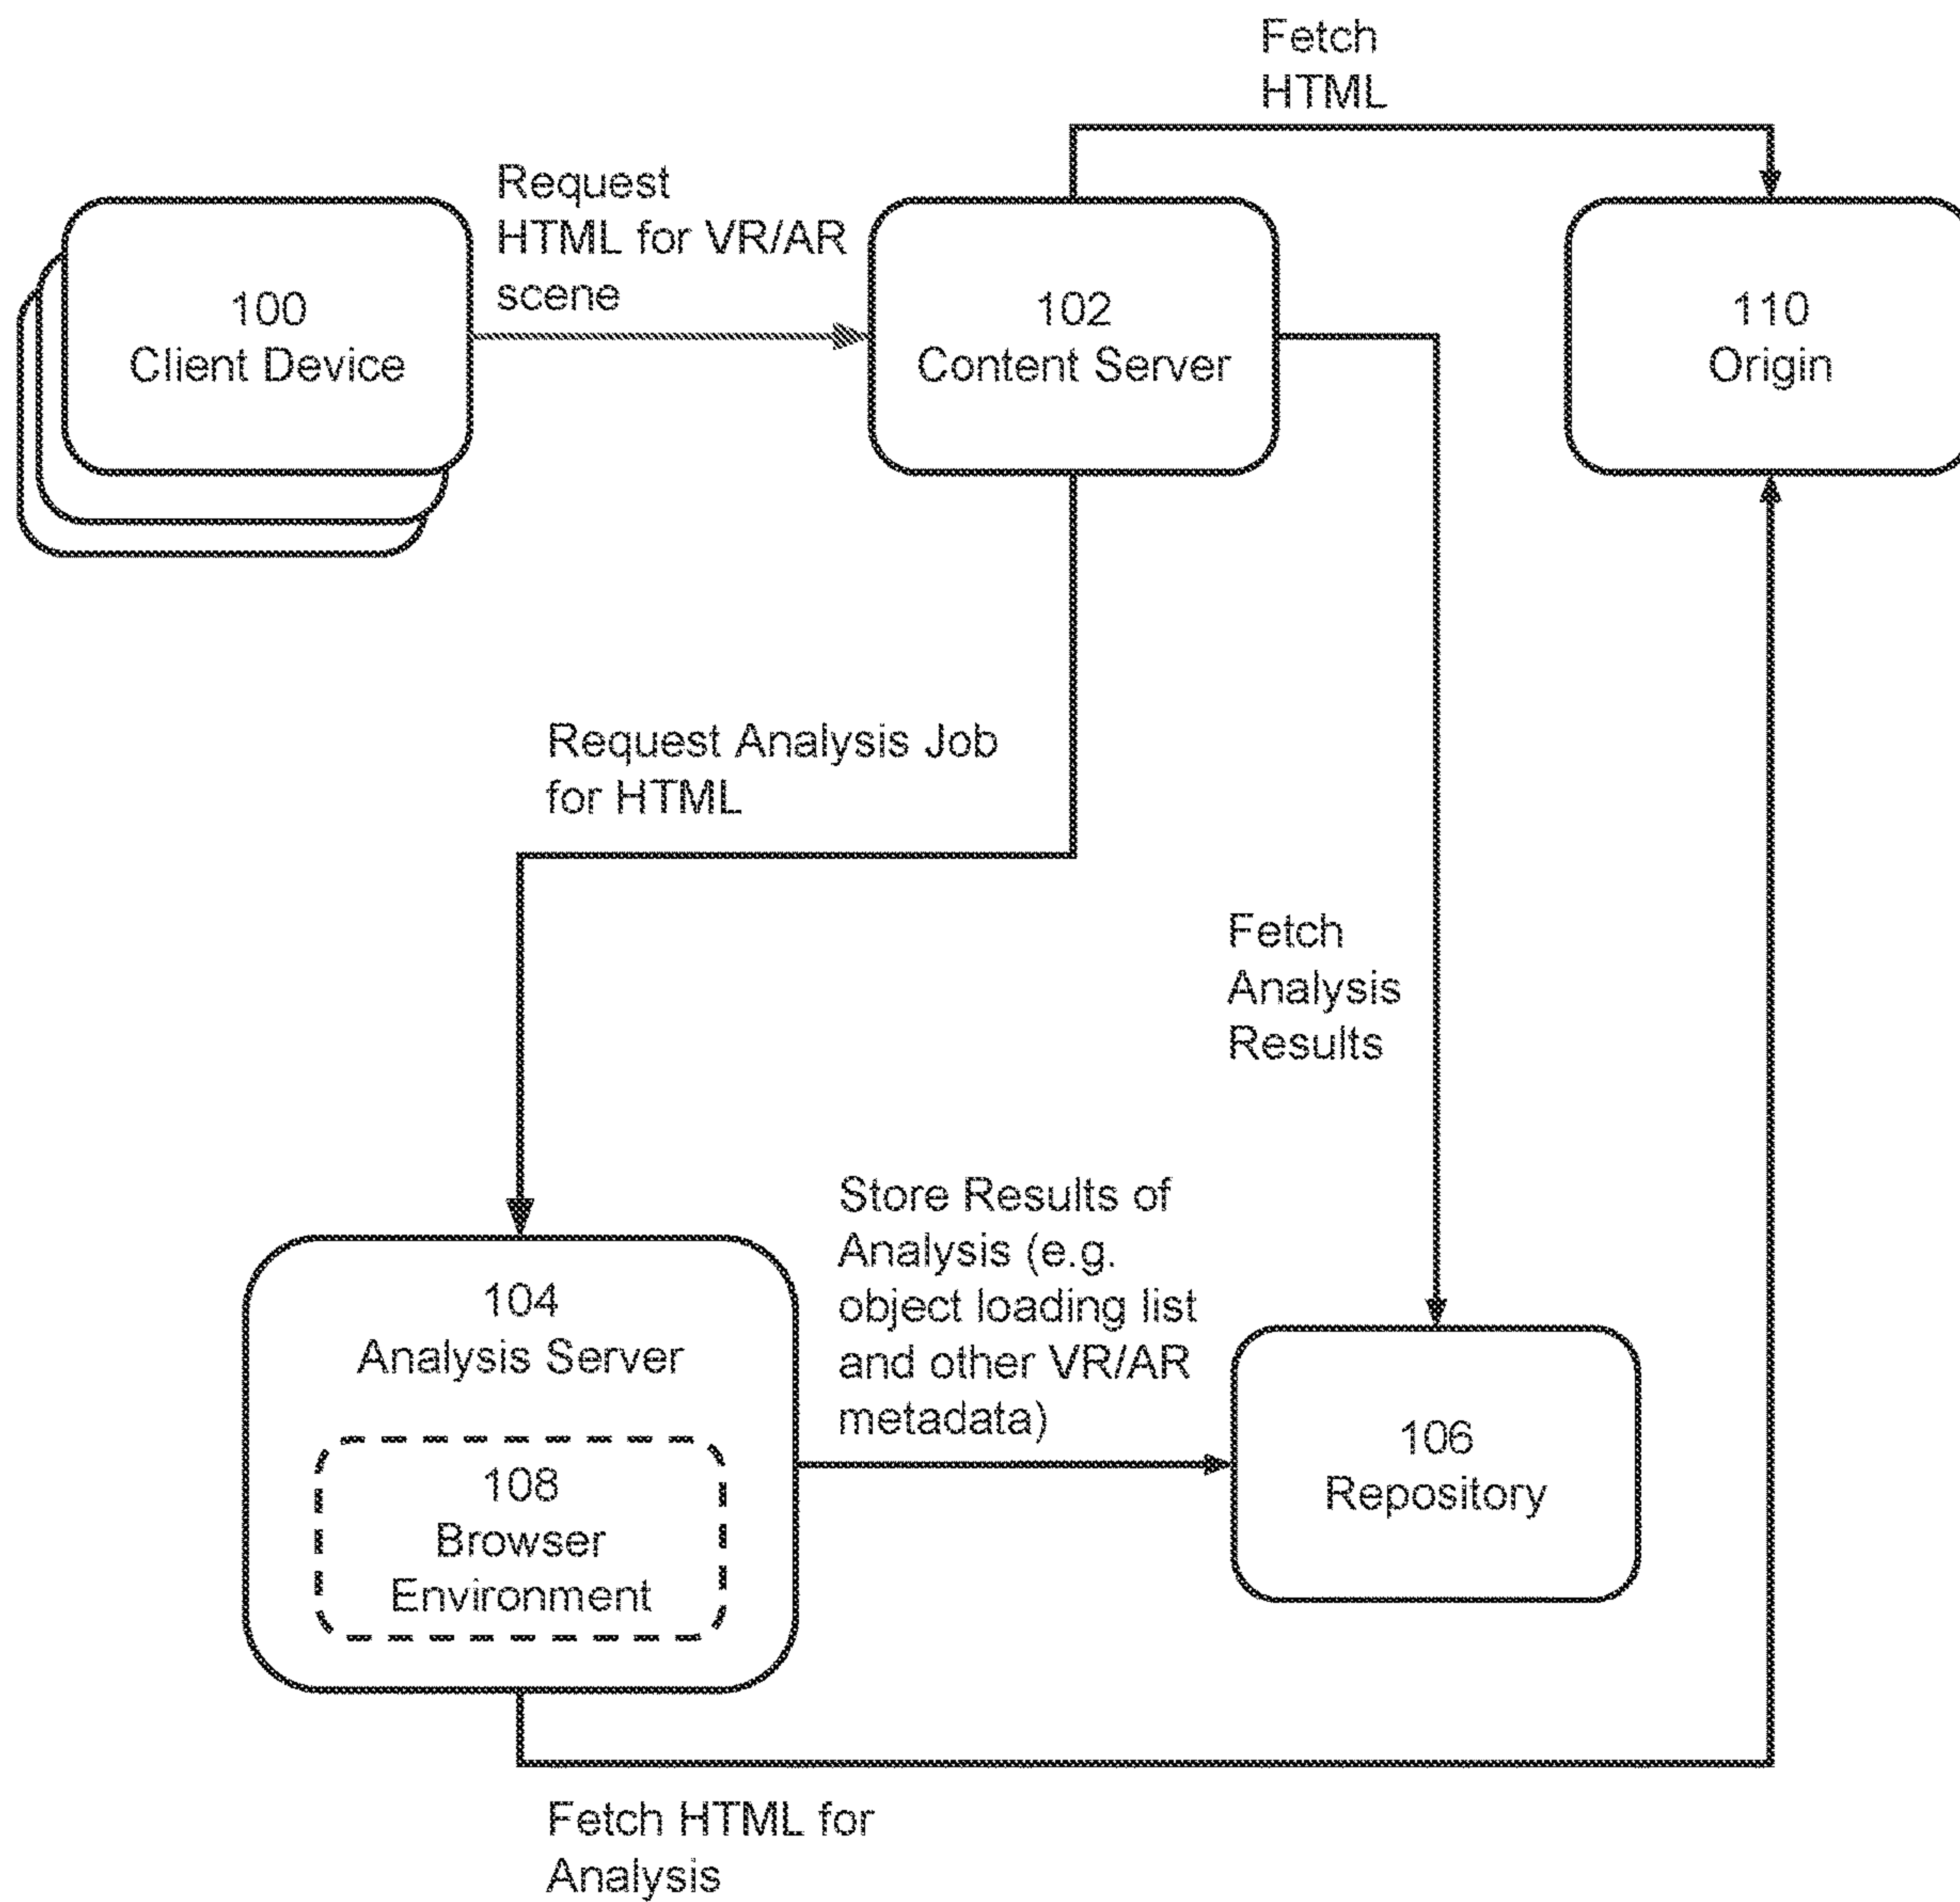 Fetch
HTML
Request
HTML for VR/AR
scene
100
Client Device
102
Content Server
110
Origin
Request Analysis Job
for HTML
Fetch
Analysis
Results
Store Results of
Analysis (e.g.
object loading list
and other VR/AR
metadata)
104
Analysis Server
108
Browser
Environment
106
Repository
Fetch HTML for
Analysis